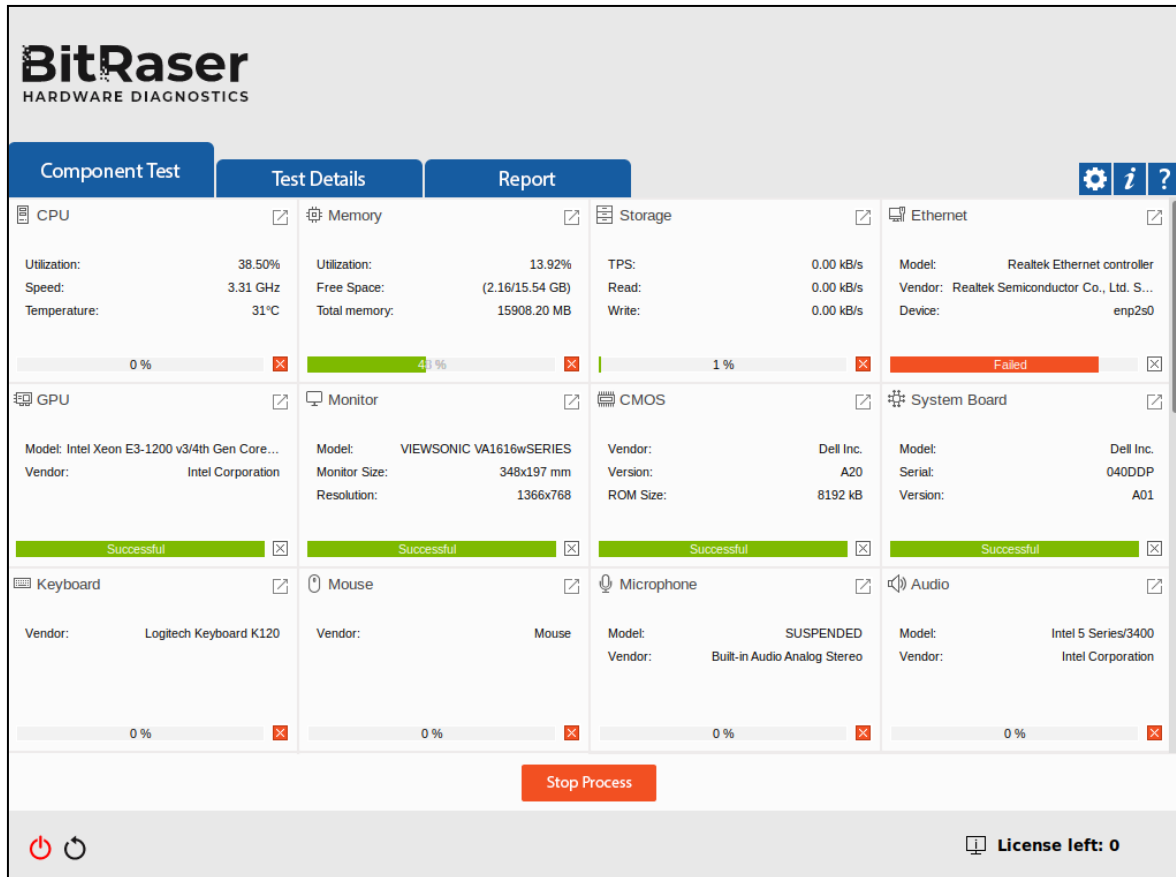 BitRaser
HARDWARE DIAGNOSTICS
Component Test
Test Details
Report
i
?
CPU
Utilization: 38.50%
Speed: 3.31 GHz
Temperature: 31°C
0 %
Memory
Utilization: 13.92%
Free Space: (2.16/15.54 GB)
Total memory: 15908.20 MB
48 %
Storage
TPS: 0.00 kB/s
Read: 0.00 kB/s
Write: 0.00 kB/s
1 %
Ethernet
Model: Realtek Ethernet controller
Vendor: Realtek Semiconductor Co., Ltd. S...
Device: enp2s0
Failed
GPU
Model: Intel Xeon E3-1200 v3/4th Gen Core...
Vendor: Intel Corporation
Successful
Monitor
Model: VIEWSONIC VA1616wSERIES
Monitor Size: 348x197 mm
Resolution: 1366x768
Successful
CMOS
Vendor: Dell Inc.
Version: A20
ROM Size: 8192 kB
Successful
System Board
Model: Dell Inc.
Serial: 040DDP
Version: A01
Successful
Keyboard
Vendor: Logitech Keyboard K120
0 %
Mouse
Vendor: Mouse
0 %
Microphone
Model: SUSPENDED
Vendor: Built-in Audio Analog Stereo
0 %
Audio
Model: Intel 5 Series/3400
Vendor: Intel Corporation
0 %
Stop Process
License left: 0